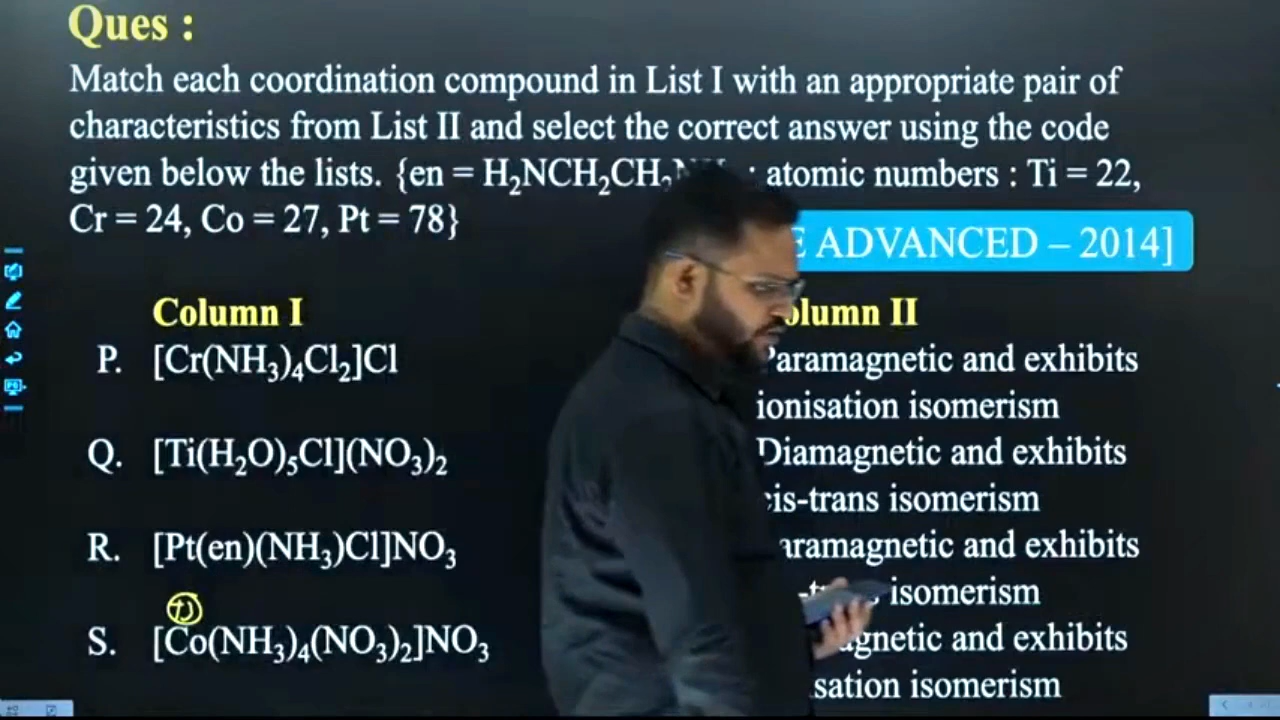 Ques :
Match each coordination compound in List I with an appropriate pair of
characteristics from List II and select the correct answer using the code
given below the lists. {en = H₂NCH₂CH₂ : atomic numbers : Ti = 22,
Cr = 24, Co = 27, Pt = 78}
ADVANCED – 2014]
Column I
olumn II
P. [Cr(NH₃)₄Cl₂]Cl
Paramagnetic and exhibits
ionisation isomerism
Q. [Ti(H₂O)₅Cl](NO₃)₂
Diamagnetic and exhibits
cis-trans isomerism
R. [Pt(en)(NH₃)Cl]NO₃
aramagnetic and exhibits
isomerism
S. [Co(NH₃)₄(NO₃)₂]NO₃
agnetic and exhibits
sation isomerism